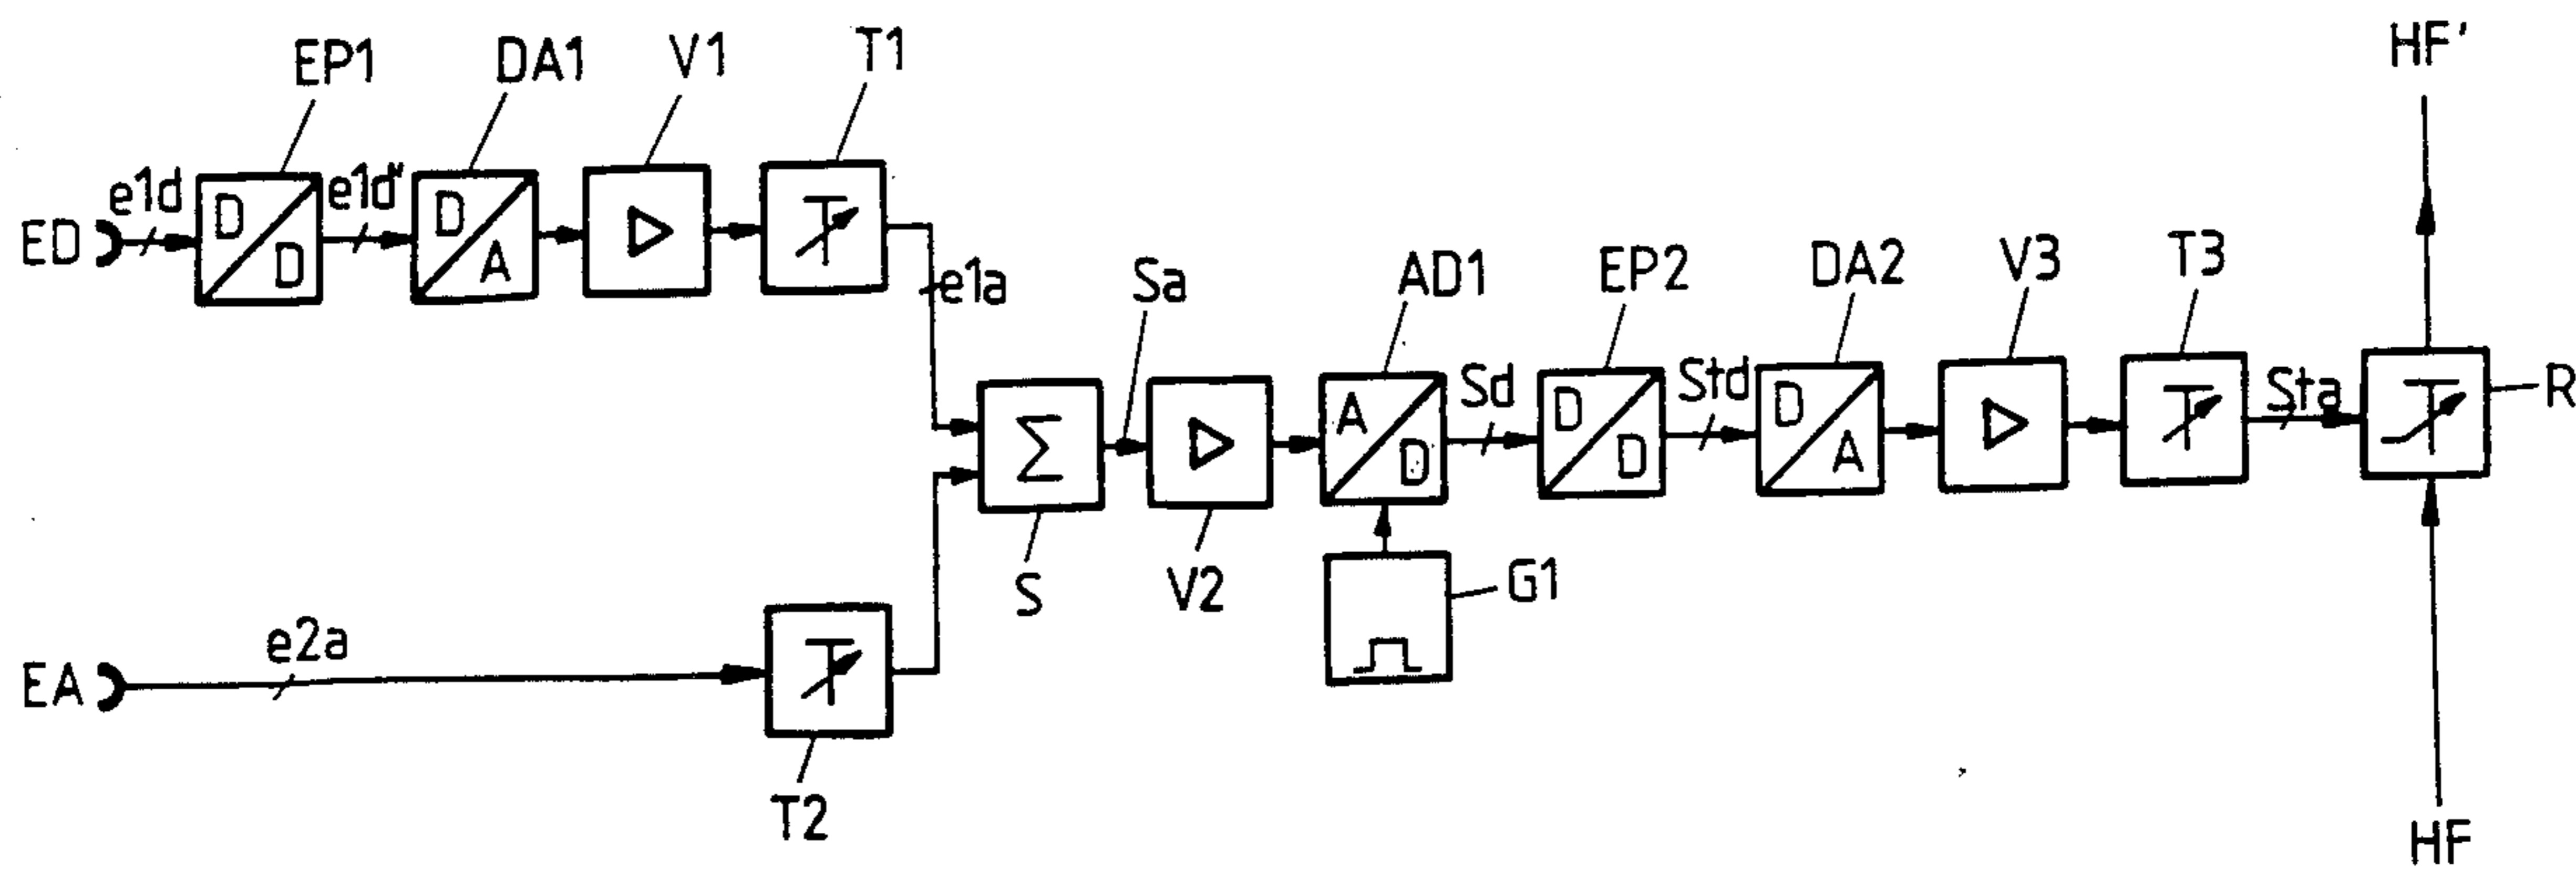 EP1 DA1 V1 T1 HF'
ED e1d D D e1d" D A
e1a Sa AD1 EP2 DA2 V3 T3
Σ A D Sd D D Std D A Sta R
S V2 G1
EA e2a
T2 HF